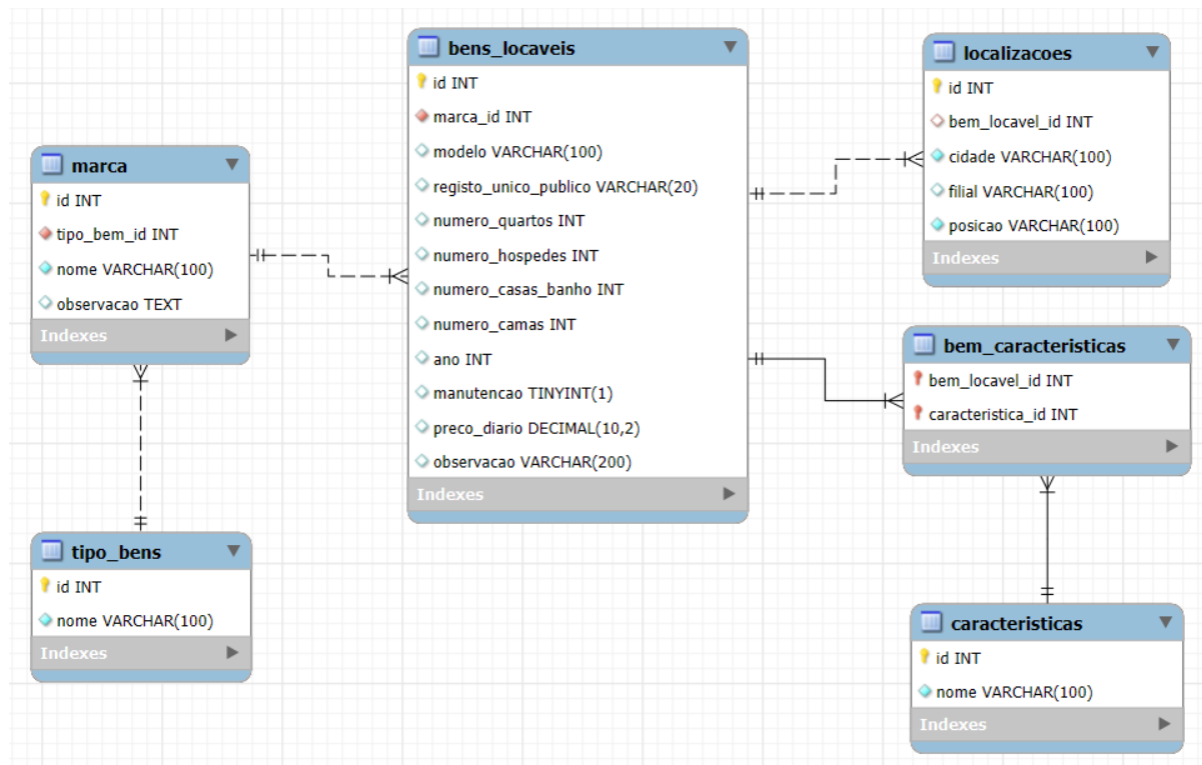 marca
id INT
tipo_bem_id INT
nome VARCHAR(100)
observacao TEXT
Indexes
tipo_bens
id INT
nome VARCHAR(100)
Indexes
bens_locaveis
id INT
marca_id INT
modelo VARCHAR(100)
registo_unico_publico VARCHAR(20)
numero_quartos INT
numero_hospedes INT
numero_casas_banho INT
numero_camas INT
ano INT
manutencao TINYINT(1)
preco_diario DECIMAL(10,2)
observacao VARCHAR(200)
Indexes
localizacoes
id INT
bem_locavel_id INT
cidade VARCHAR(100)
filial VARCHAR(100)
posicao VARCHAR(100)
Indexes
bem_caracteristicas
bem_locavel_id INT
caracteristica_id INT
Indexes
caracteristicas
id INT
nome VARCHAR(100)
Indexes